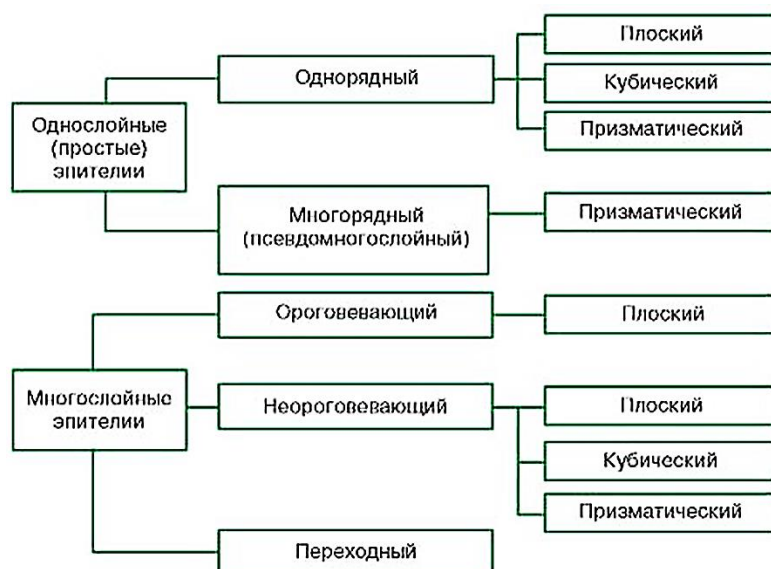 Однослойные
(простые)
эпителии
Однорядный
Плоский
Кубический
Призматический
Многорядный
(псевдомногослойный)
Призматический
Многослойные
эпителии
Ороговевающий
Плоский
Неороговевающий
Плоский
Кубический
Призматический
Переходный